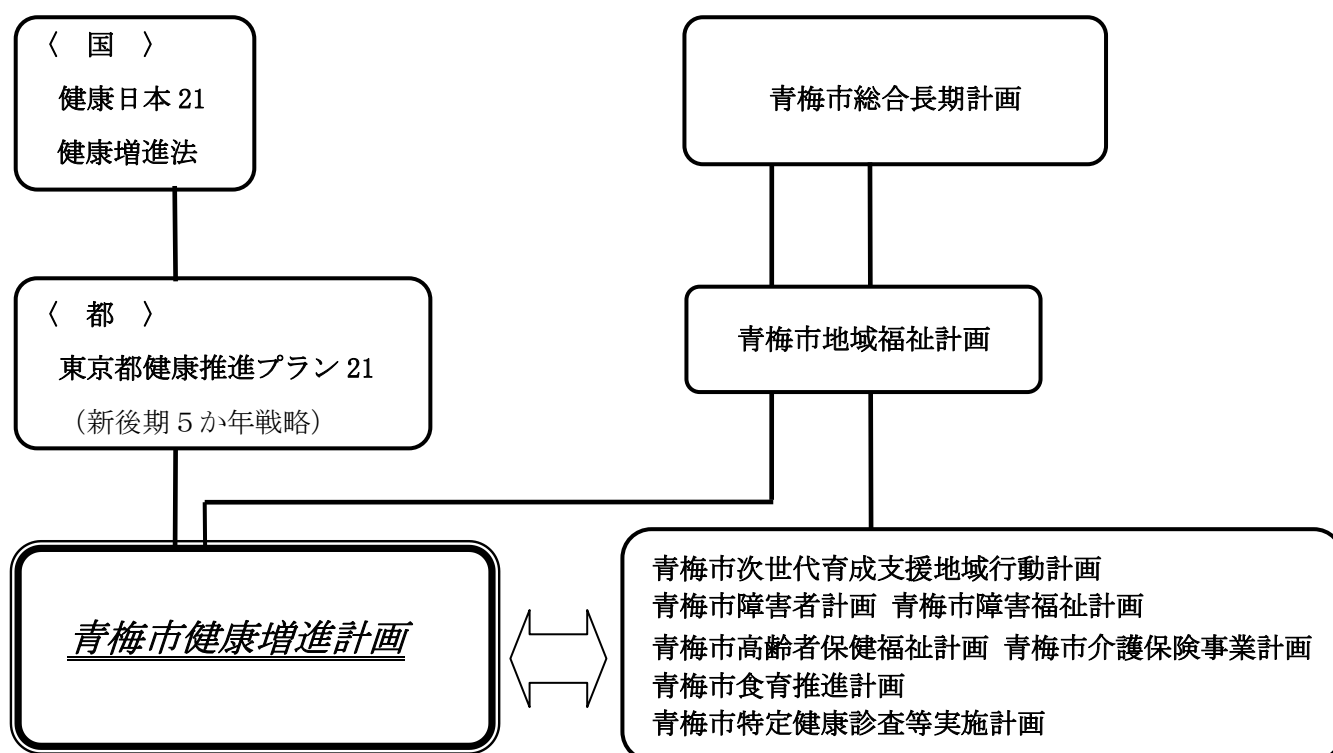 〈 国 〉
健康日本 21
健康増進法
青梅市総合長期計画
〈 都 〉
東京都健康推進プラン 21
（新後期５か年戦略）
青梅市地域福祉計画
青梅市健康増進計画
青梅市次世代育成支援地域行動計画
青梅市障害者計画 青梅市障害福祉計画
青梅市高齢者保健福祉計画 青梅市介護保険事業計画
青梅市食育推進計画
青梅市特定健康診査等実施計画